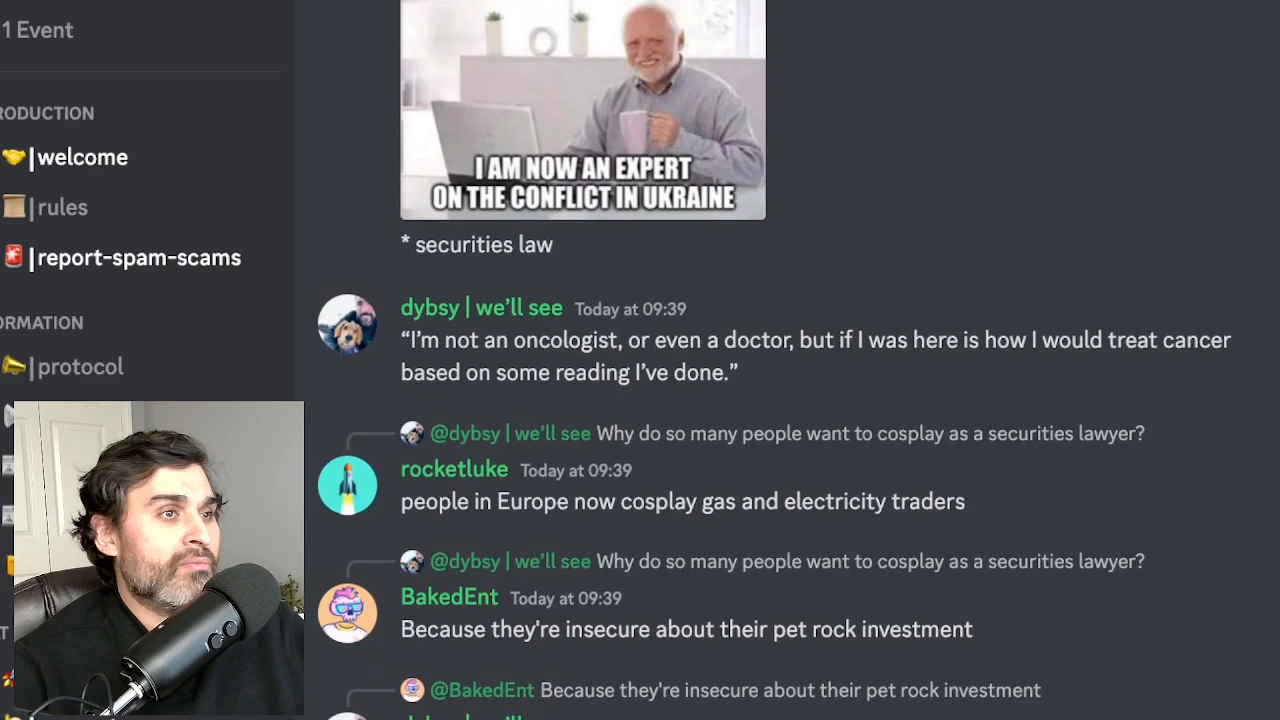 1 Event
RODUCTION
|welcome
|rules
|report-spam-scams
ORMATION
|protocol
I AM NOW AN EXPERT
ON THE CONFLICT IN UKRAINE
* securities law
dybsy | we’ll see Today at 09:39
“I’m not an oncologist, or even a doctor, but if I was here is how I would treat cancer
based on some reading I’ve done.”
@dybsy | we’ll see Why do so many people want to cosplay as a securities lawyer?
rocketluke Today at 09:39
people in Europe now cosplay gas and electricity traders
@dybsy | we’ll see Why do so many people want to cosplay as a securities lawyer?
BakedEnt Today at 09:39
Because they're insecure about their pet rock investment
@BakedEnt Because they're insecure about their pet rock investment